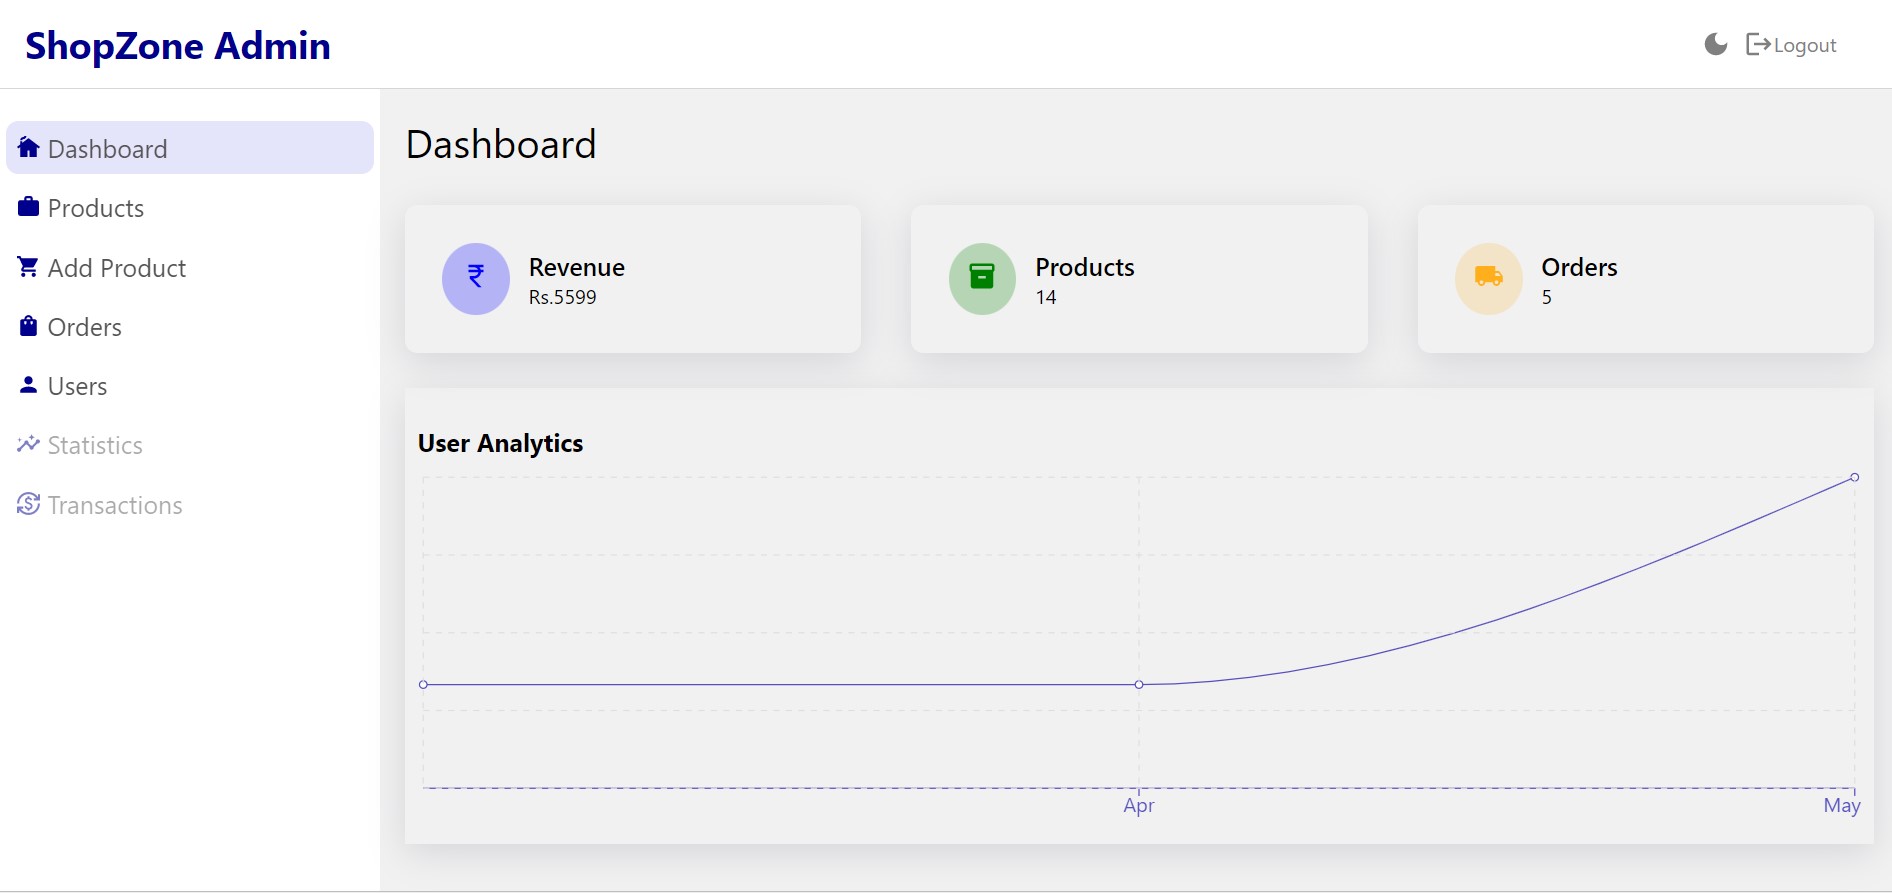 ShopZone Admin
Logout
Dashboard
Products
Add Product
Orders
Users
Statistics
Transactions
Dashboard
Revenue
Rs.5599
Products
14
Orders
5
User Analytics
Apr
May